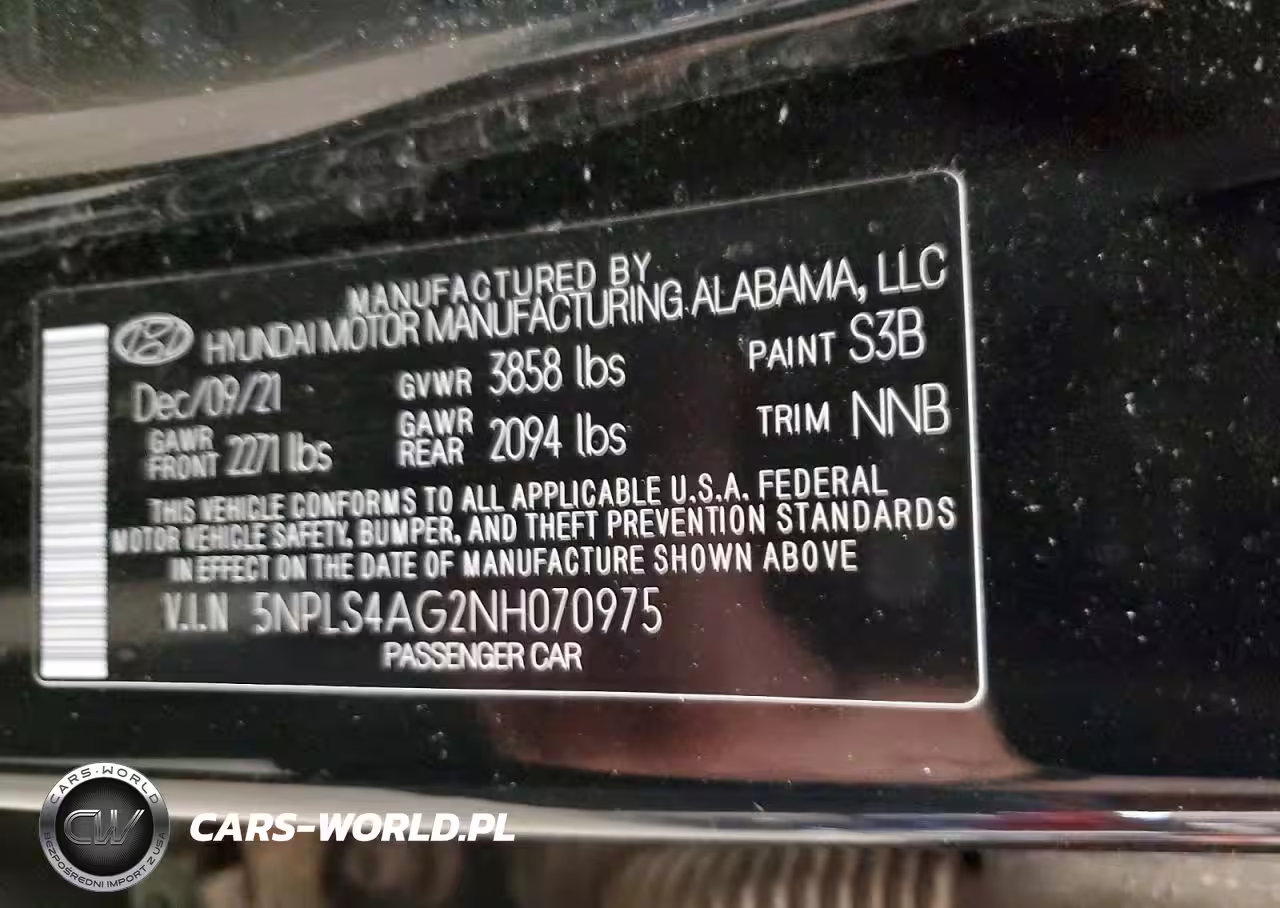 MANUFACTURED BY
HYUNDAI MOTOR MANUFACTURING ALABAMA, LLC
Dec/09/21 GVWR 3858 lbs PAINT S3B
GAWR FRONT 2271 lbs GAWR REAR 2094 lbs TRIM NNB
THIS VEHICLE CONFORMS TO ALL APPLICABLE U.S.A. FEDERAL
MOTOR VEHICLE SAFETY, BUMPER, AND THEFT PREVENTION STANDARDS
IN EFFECT ON THE DATE OF MANUFACTURE SHOWN ABOVE
V.I.N 5NPLS4AG2NH070975
PASSENGER CAR
CARS-WORLD
CW
BEZPOŚREDNI IMPORT Z USA
CARS-WORLD.PL